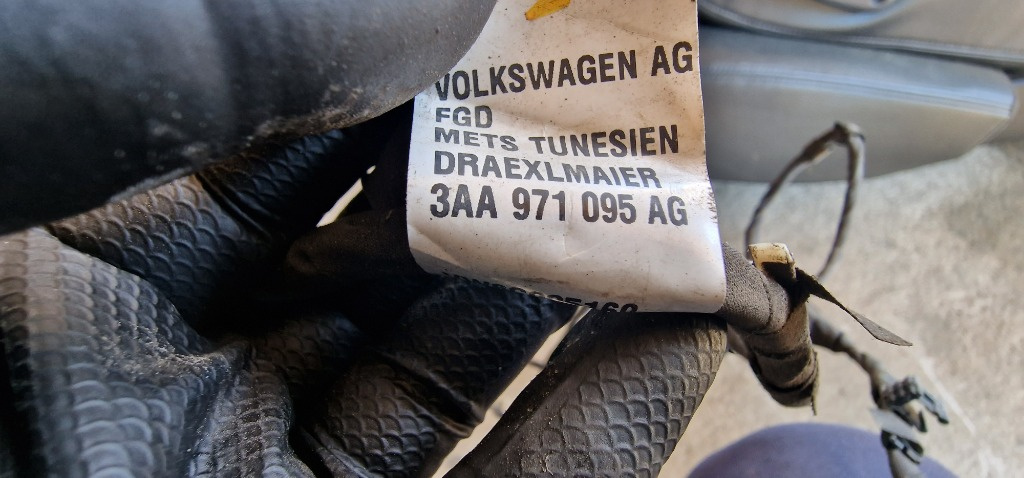 VOLKSWAGEN AG
FGD
METS TUNESIEN
DRAEXLMAIER
3AA 971 095 AG